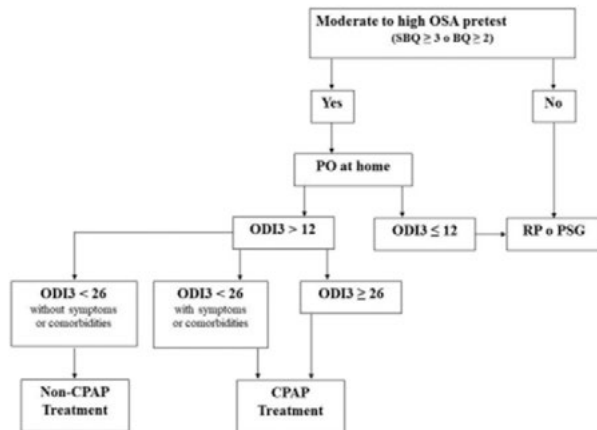 Moderate to high OSA pretest
(SBQ ≥ 3 o BQ ≥ 2)
Yes
No
PO at home
ODI3 > 12
ODI3 ≤ 12
RP o PSG
ODI3 < 26
without symptoms
or comorbidities
ODI3 < 26
with symptoms
or comorbidities
ODI3 ≥ 26
Non-CPAP
Treatment
CPAP
Treatment